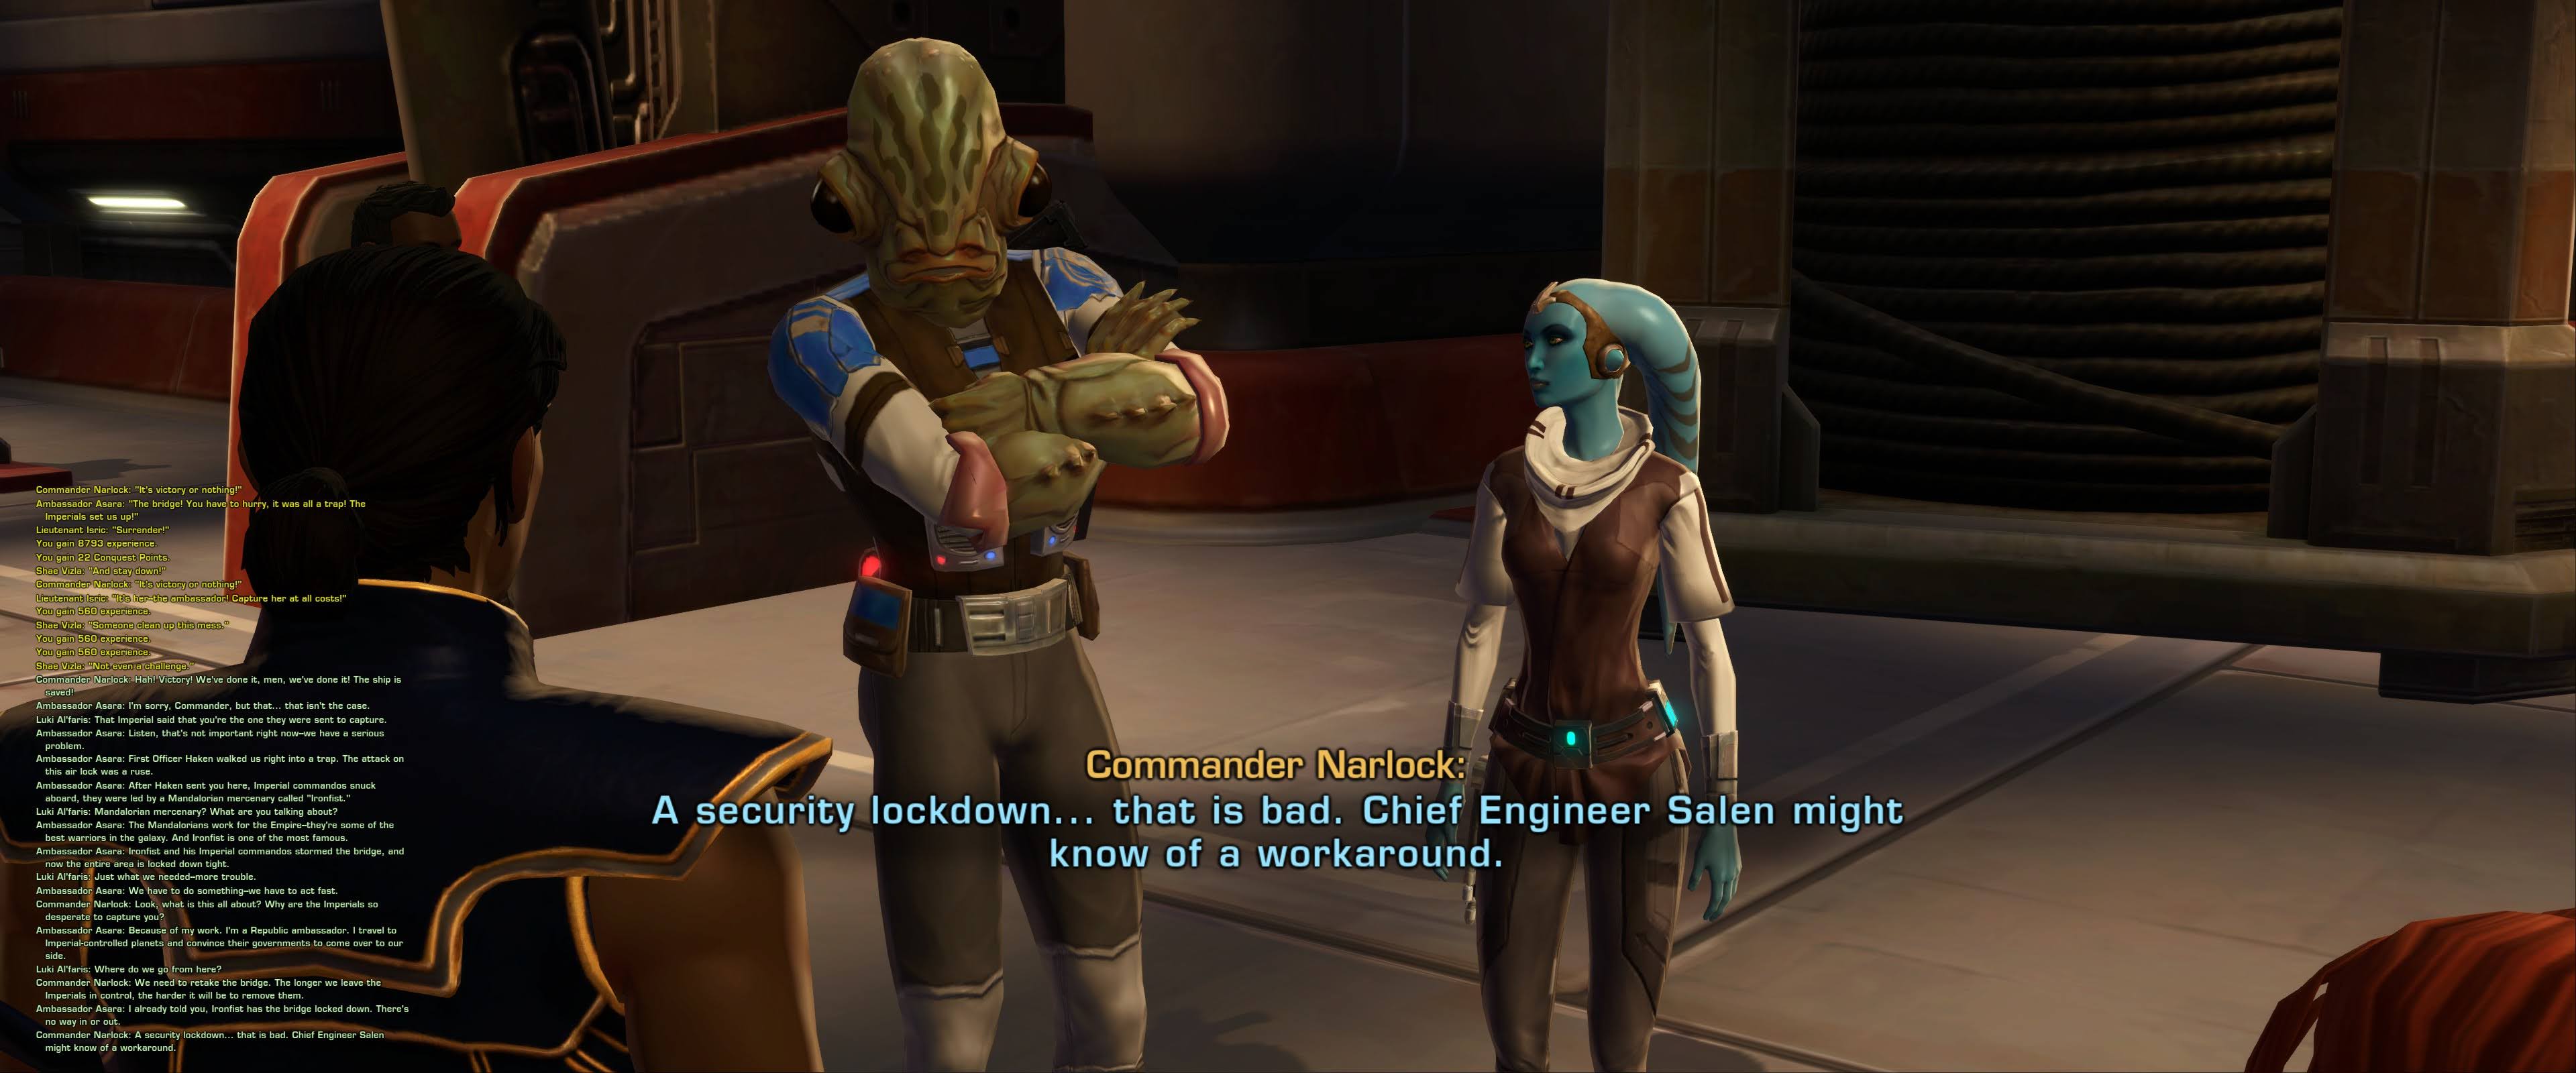 Commander Narlock: "It's victory or nothing!"
Ambassador Asara: "The bridge! You have to hurry, it was all a trap! The
Imperials set us up!"
Lieutenant Isric: "Surrender!"
You gain 8793 experience.
You gain 22 Conquest Points.
Shae Vizla: "And stay down!"
Commander Narlock: "It's victory or nothing!"
Lieutenant Isric: "It's her—the ambassador! Capture her at all costs!"
You gain 560 experience.
Shae Vizla: "Someone clean up this mess."
You gain 560 experience.
You gain 560 experience.
Shae Vizla: "Not even a challenge."
Commander Narlock: Hah! Victory! We've done it, men, we've done it! The ship is
saved!
Ambassador Asara: I'm sorry, Commander, but that... that isn't the case.
Luki Al'faris: That Imperial said that you're the one they were sent to capture.
Ambassador Asara: Listen, that's not important right now—we have a serious
problem.
Ambassador Asara: First Officer Haken walked us right into a trap. The attack on
this air lock was a ruse.
Ambassador Asara: After Haken sent you here, Imperial commandos snuck
aboard, they were led by a Mandalorian mercenary called "Ironfist."
Luki Al'faris: Mandalorian mercenary? What are you talking about?
Ambassador Asara: The Mandalorians work for the Empire—they're some of the
best warriors in the galaxy. And Ironfist is one of the most famous.
Ambassador Asara: Ironfist and his Imperial commandos stormed the bridge, and
now the entire area is locked down tight.
Luki Al'faris: Just what we needed—more trouble.
Ambassador Asara: We have to do something—we have to act fast.
Commander Narlock: Look, what is this all about? Why are the Imperials so
desperate to capture you?
Ambassador Asara: Because of my work. I'm a Republic ambassador. I travel to
Imperial-controlled planets and convince their governments to come over to our
side.
Luki Al'faris: Where do we go from here?
Commander Narlock: We need to retake the bridge. The longer we leave the
Imperials in control, the harder it will be to remove them.
Ambassador Asara: I already told you, Ironfist has the bridge locked down. There's
no way in or out.
Commander Narlock: A security lockdown... that is bad. Chief Engineer Salen
might know of a workaround.
Commander Narlock:
A security lockdown... that is bad. Chief Engineer Salen might
know of a workaround.